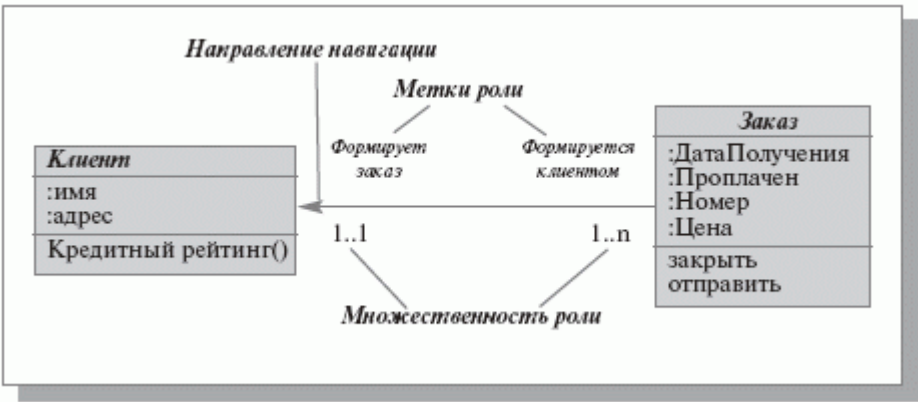 Направление навигации
Метки роли
Формирует
заказ
Формируется
клиентом
Клиент
:имя
:адрес
Кредитный рейтинг()
Заказ
:ДатаПолучения
:Проплачен
:Номер
:Цена
закрыть
отправить
1..1
1..n
Множественность роли